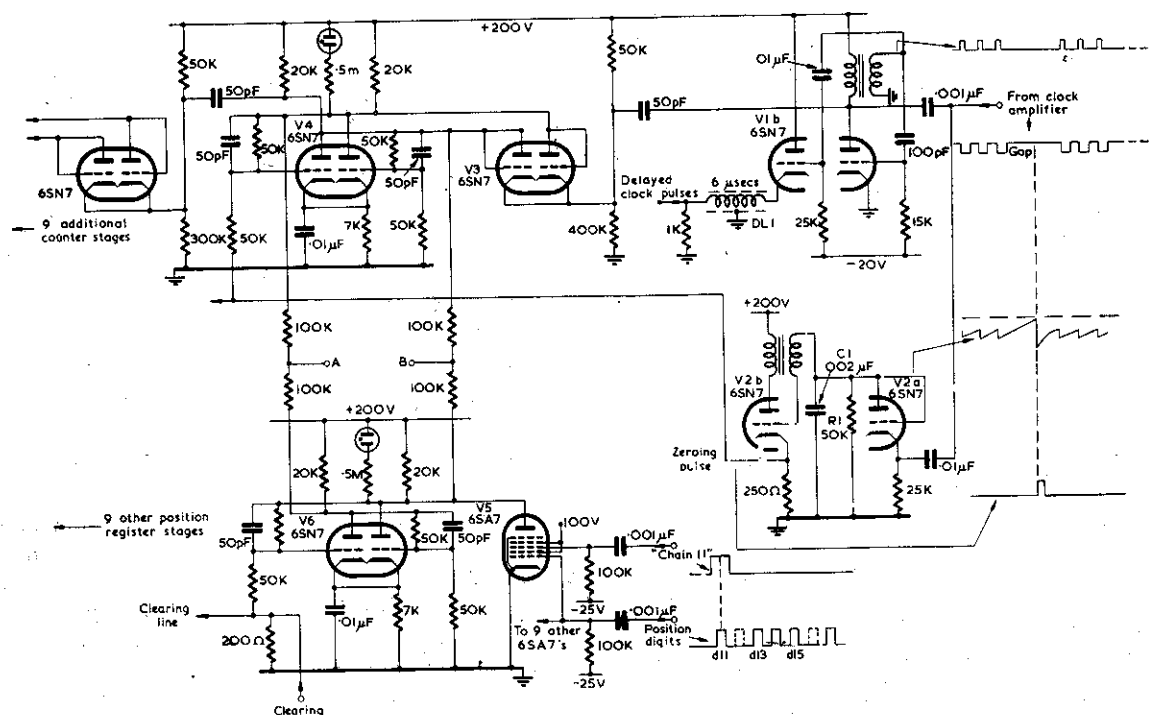 +200V
50K
20K
·5m
20K
50pF
V4
6SN7
50K
50K
50pF
50pF
V3
6SN7
6SN7
9 additional
counter stages
300K
50K
·01μF
7K
50K
50K
50pF
400K
Delayed
clock pulses
6 μsecs
1K
DL1
·01μF
V1b
6SN7
25K
15K
−20V
100pF
·001μF
From clock
amplifier
Gap
t
100K
100K
A
B
100K
100K
+200V
20K
·5M
20K
9 other position
register stages
50pF
V6
6SN7
50K
50pF
V5
6SA7
100V
50K
·01μF
7K
50K
Clearing
line
200Ω
Clearing
·001μF
"Chain 11"
100K
−25V
·001μF
Position
digits
100K
−25V
To 9 other
6SA7's
d11
d13
d15
+200V
V2b
6SN7
C1
·002μF
V2a
6SN7
R1
50K
Zeroing
pulse
250Ω
25K
·01μF